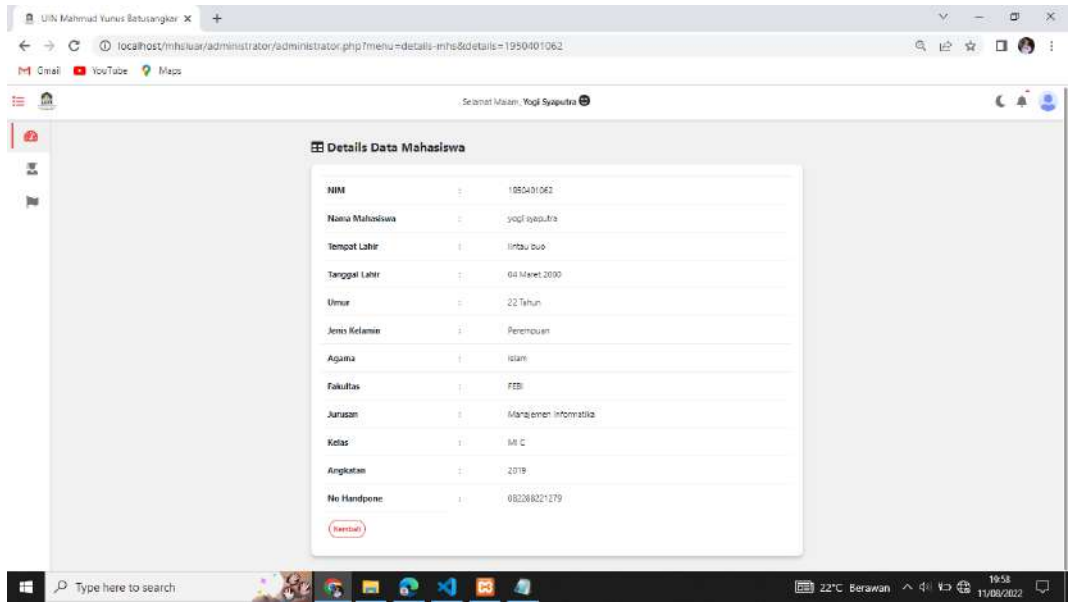 UIN Mahmud Yunus Batusangkar
localhost/mhsluar/administrator/administrator.php?menu=details-mhs&details=1950401062
Gmail YouTube Maps
Selamat Malam, Yogi Syaputra
Details Data Mahasiswa
NIM : 1950401062
Nama Mahasiswa : yogi syaputra
Tempat Lahir : lintau buo
Tanggal Lahir : 04 Maret 2000
Umur : 22 Tahun
Jenis Kelamin : Perempuan
Agama : Islam
Fakultas : FEBI
Jurusan : Manajemen Informatika
Kelas : MI C
Angkatan : 2019
No Handpone : 082268221279
Kembali
Type here to search
22°C Berawan
19:58
11/08/2022